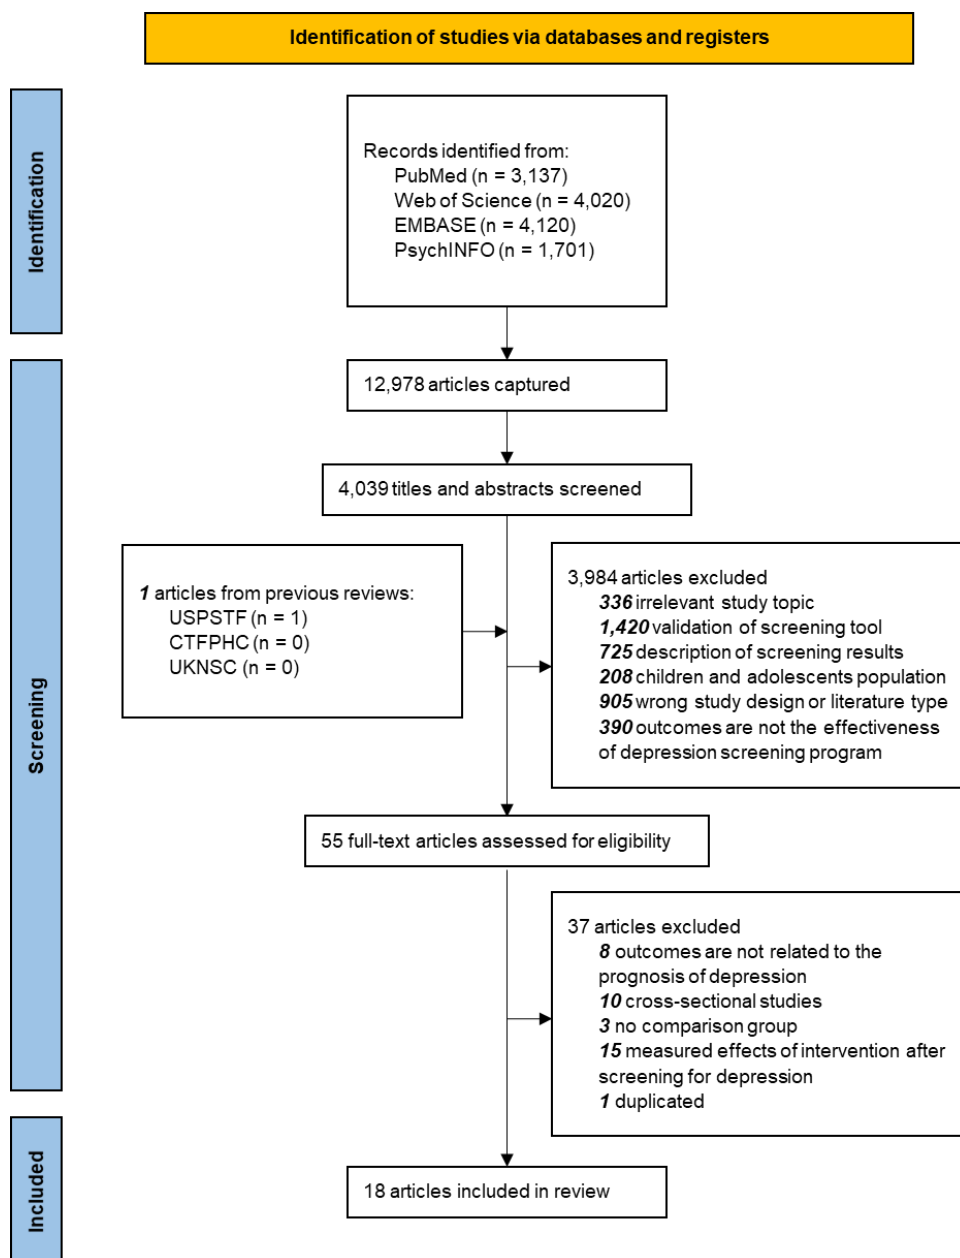 Identification of studies via databases and registers
Identification
Records identified from:
PubMed (n = 3,137)
Web of Science (n = 4,020)
EMBASE (n = 4,120)
PsychINFO (n = 1,701)
Screening
12,978 articles captured
4,039 titles and abstracts screened
1 articles from previous reviews:
USPSTF (n = 1)
CTFPHC (n = 0)
UKNSC (n = 0)
3,984 articles excluded
336 irrelevant study topic
1,420 validation of screening tool
725 description of screening results
208 children and adolescents population
905 wrong study design or literature type
390 outcomes are not the effectiveness
of depression screening program
55 full-text articles assessed for eligibility
37 articles excluded
8 outcomes are not related to the
prognosis of depression
10 cross-sectional studies
3 no comparison group
15 measured effects of intervention after
screening for depression
1 duplicated
Included
18 articles included in review